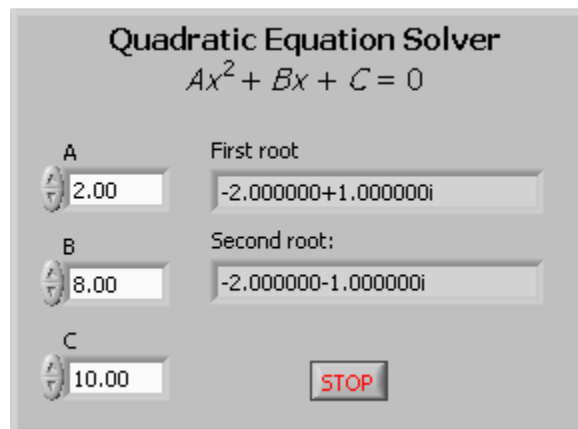 Quadratic Equation Solver
Ax² + Bx + C = 0
A
2.00
First root
-2.000000+1.000000i
B
8.00
Second root:
-2.000000-1.000000i
C
10.00
STOP